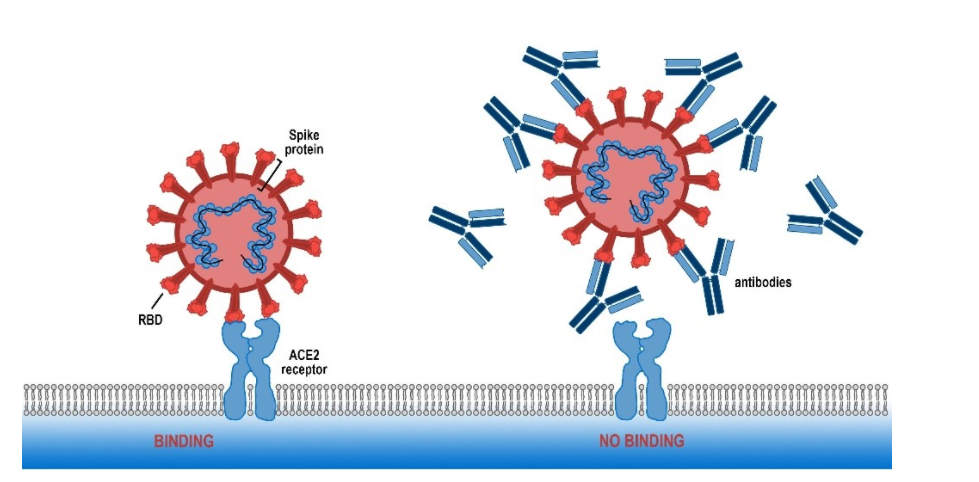 Spike
protein
RBD
ACE2
receptor
BINDING
antibodies
NO BINDING